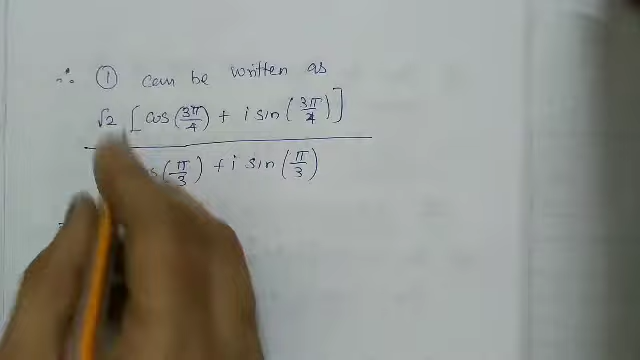 ∴ ① can be written as
√2 [cos(3π/4) + i sin(3π/4)]
(π/3) + i sin(π/3)